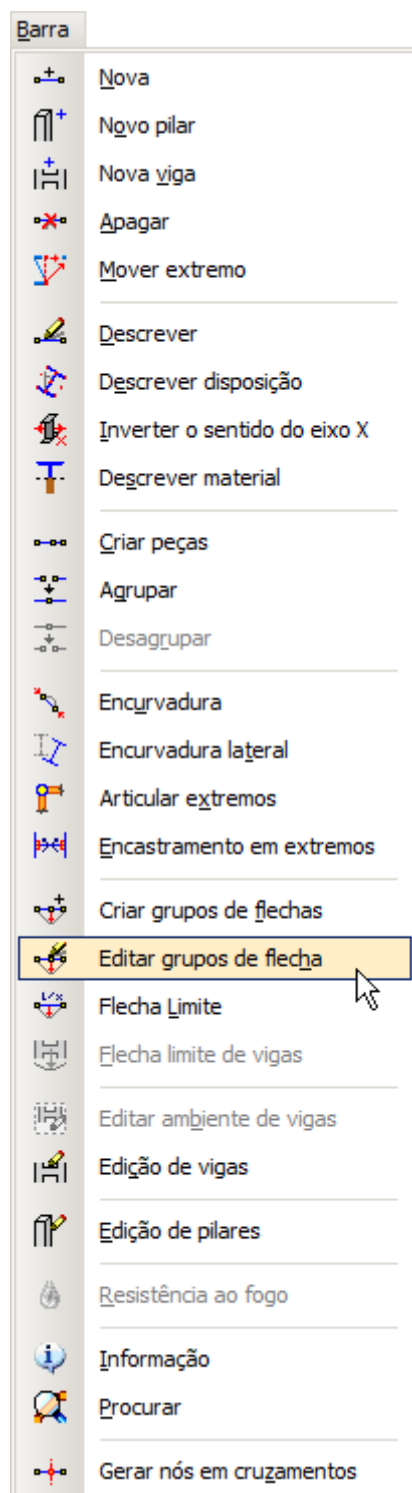 Barra
Nova
Novo pilar
Nova viga
Apagar
Mover extremo
Descrever
Descrever disposição
Inverter o sentido do eixo X
Descrever material
Criar peças
Agrupar
Desagrupar
Encurvadura
Encurvadura lateral
Articular extremos
Encastramento em extremos
Criar grupos de flechas
Editar grupos de flecha
Flecha Limite
Flecha limite de vigas
Editar ambiente de vigas
Edição de vigas
Edição de pilares
Resistência ao fogo
Informação
Procurar
Gerar nós em cruzamentos